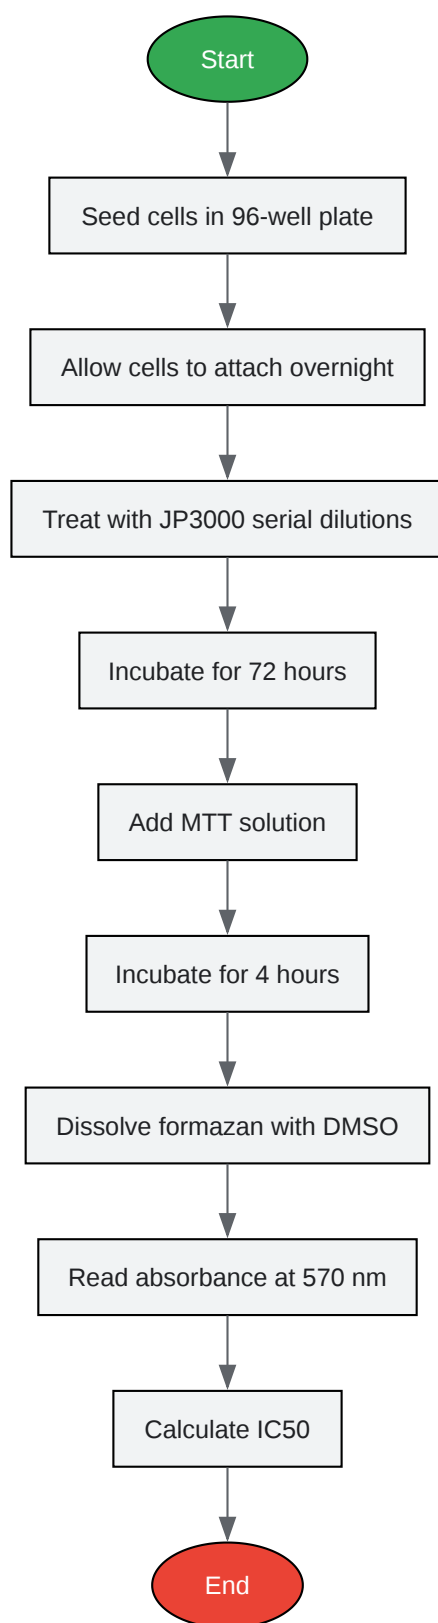 Start
Seed cells in 96-well plate
Allow cells to attach overnight
Treat with JP3000 serial dilutions
Incubate for 72 hours
Add MTT solution
Incubate for 4 hours
Dissolve formazan with DMSO
Read absorbance at 570 nm
Calculate IC50
End